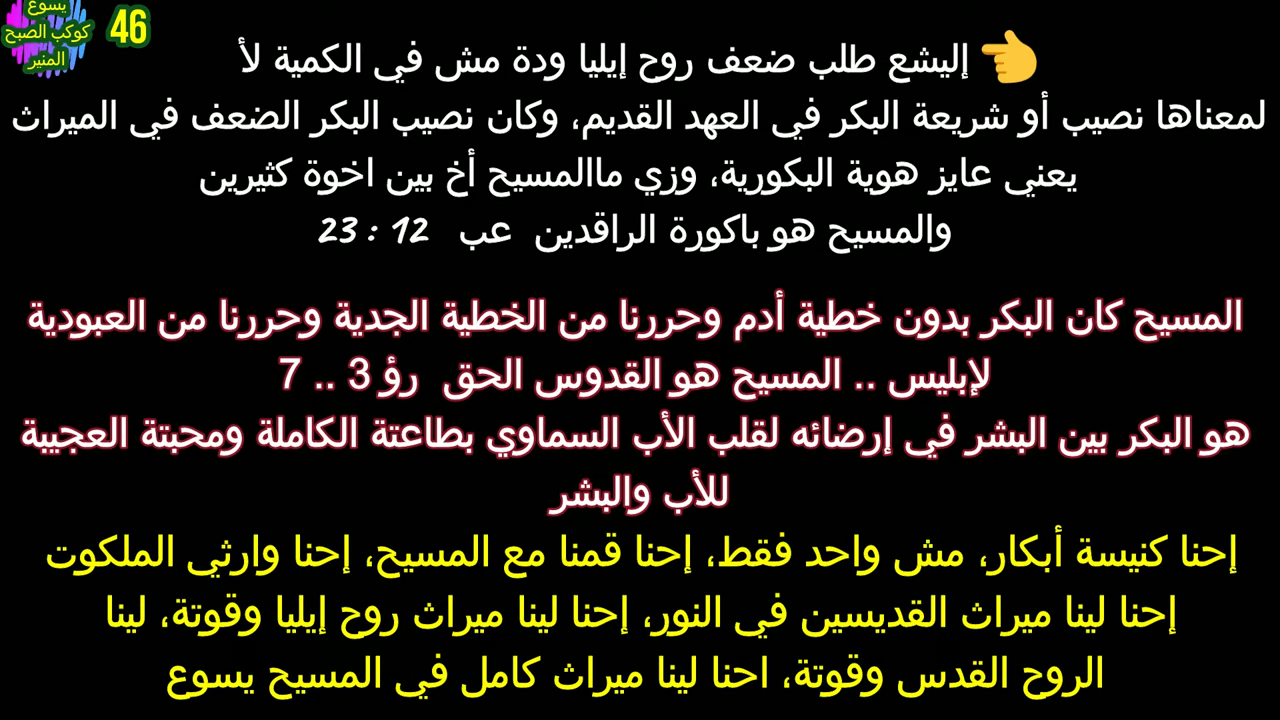 يسوع
كوكب الصبح
المنير
46
إليشع طلب ضعف روح إيليا ودة مش في الكمية لأ
لمعناها نصيب أو شريعة البكر في العهد القديم، وكان نصيب البكر الضعف في الميراث
يعني عايز هوية البكورية، وزي ماالمسيح أخ بين اخوة كثيرين
والمسيح هو باكورة الراقدين عب 12 : 23
المسيح كان البكر بدون خطية أدم وحررنا من الخطية الجدية وحررنا من العبودية
لإبليس .. المسيح هو القدوس الحق رؤ 3 .. 7
هو البكر بين البشر في إرضائه لقلب الأب السماوي بطاعتة الكاملة ومحبتة العجيبة
للأب والبشر
إحنا كنيسة أبكار، مش واحد فقط، إحنا قمنا مع المسيح، إحنا وارثي الملكوت
إحنا لينا ميراث القديسين في النور، إحنا لينا ميراث روح إيليا وقوتة، لينا
الروح القدس وقوتة، احنا لينا ميراث كامل في المسيح يسوع